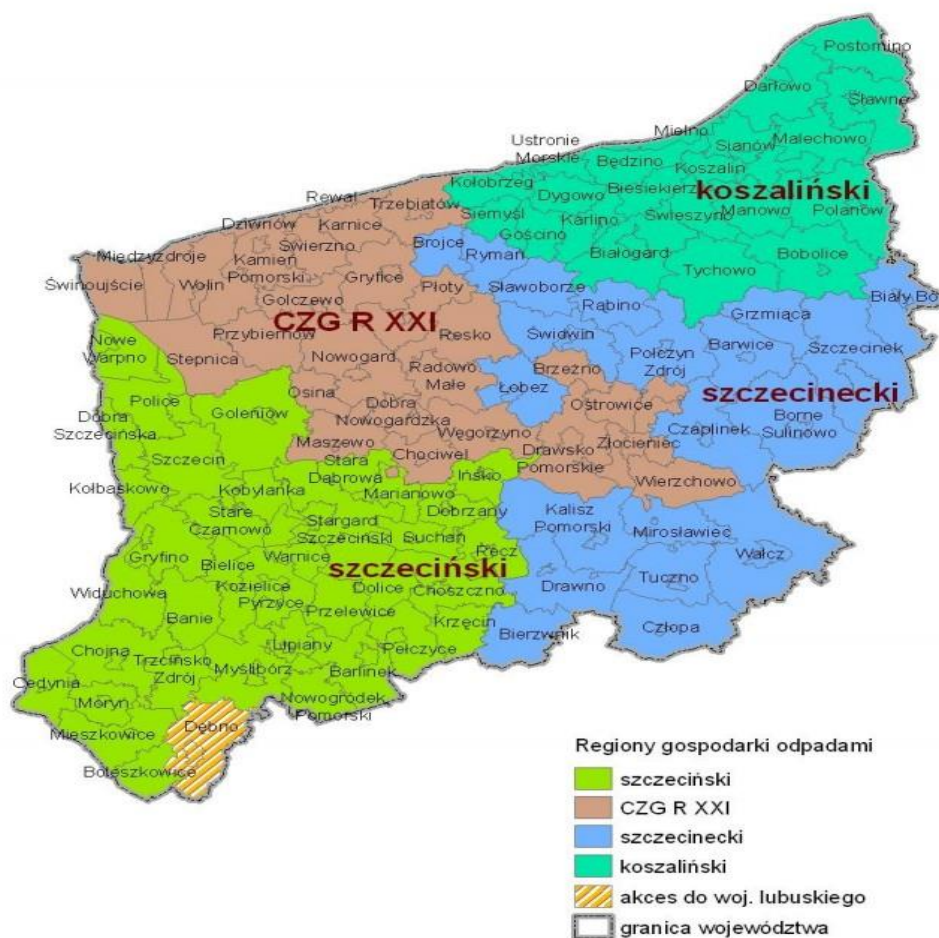 Postomino
Darłowo
Sławno
Ustronie
Morskie
Mielno
Sianów
Malechowo
Będzino
Koszalin
Kołobrzeg
Dygowo
Biesiekierz
koszaliński
Rewal
Trzebiatów
Siemyśl
Karlino
Świeszyno
Manowo
Polanów
Dziwnów
Karnice
Gościno
Świerzno
Brojce
Ryman
Białogard
Tychowo
Bobolice
Międzyzdroje
Kamień
Pomorski
Gryfice
Świnoujście
Wolin
Golczewo
Płoty
Sławoborze
Rąbino
Grzmiąca
Biały Bó
CZG R XXI
Przybiernów
Resko
Świdwin
Barwice
Szczecinek
Nowe
Warpno
Stepnica
Nowogard
Radowo
Małe
Brzeżno
Połczyn
Zdrój
Łobez
szczecinecki
Police
Goleniów
Osina
Dobra
Nowogardzka
Ostrowice
Borne
Sulinowo
Dobra
Szczecińska
Węgorzyno
Złocieniec
Czaplinek
Maszewo
Chociwel
Drawsko
Pomorskie
Szczecin
Stara
Dąbrowa
Ińsko
Wierzchowo
Kołbaskowo
Kobylanka
Marianowo
Dobrzany
Kalisz
Pomorski
Stare
Czarnowo
Stargard
Szczeciński
Suchań
Mirosławiec
Gryfino
Warnice
Recz
Wałcz
Bielice
szczeciński
Widuchowa
Kozielice
Dolice
Choszczno
Drawno
Tuczno
Pyrzyce
Przelewice
Banie
Krzęcin
Bierzwnik
Człopa
Chojna
Lipiany
Pełczyce
Trzcińsko
Zdrój
Myślibórz
Barlinek
Cedynia
Moryń
Nowogródek
Pomorski
Mieszkowice
Dębno
Boleszkowice
Regiony gospodarki odpadami
szczeciński
CZG R XXI
szczecinecki
koszaliński
akces do woj. lubuskiego
granica województwa